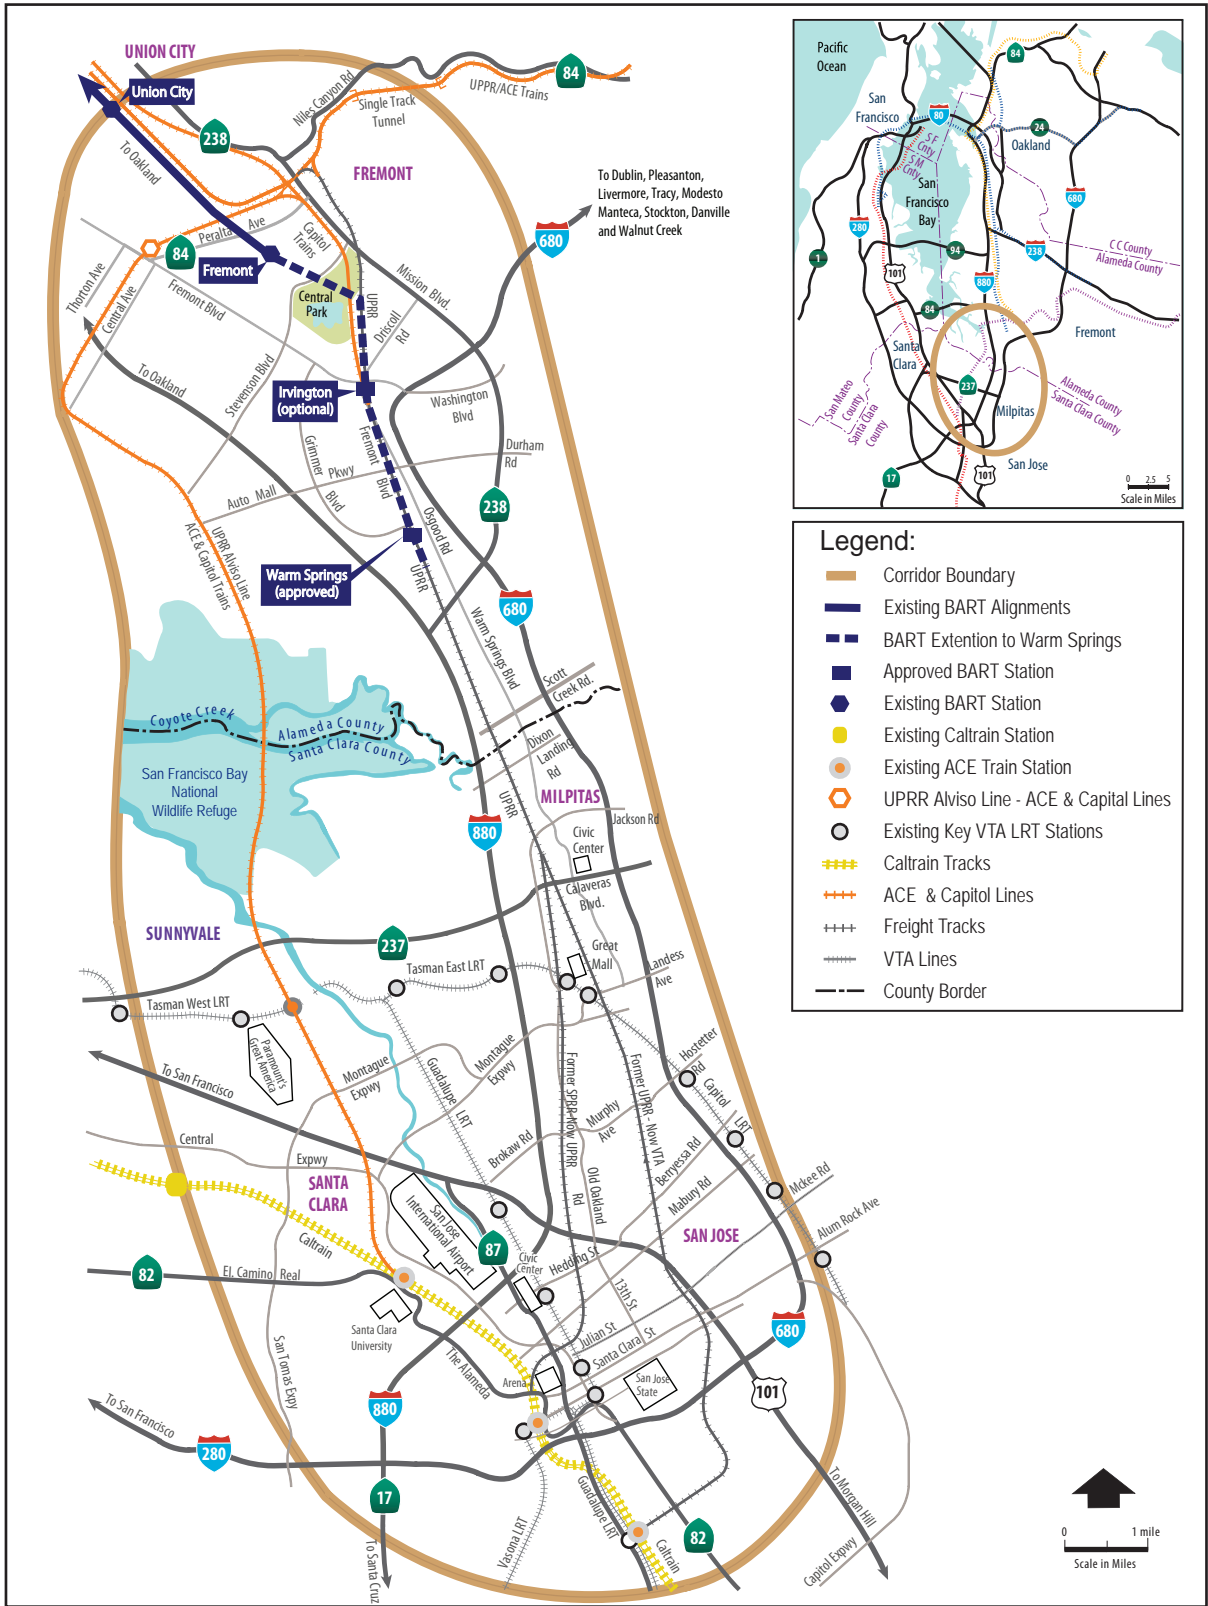 UNION CITY
Union City
To Oakland
238
Niles Canyon Rd
Single Track
Tunnel
UPPR/ACE Trains
84
FREMONT
To Dublin, Pleasanton,
Livermore, Tracy, Modesto
Manteca, Stockton, Danville
and Walnut Creek
680
Peralta Ave
84
Capitol
Trains
Fremont
Thorton Ave
Central Ave
Fremont Blvd
Central
Park
UPRR
Mission Blvd.
Driscoll
Rd
To Oakland
Stevenson Blvd
Irvington
(optional)
Washington
Blvd
Grimmer
Blvd
Fremont
Blvd
Durham
Rd
Auto Mall
Pkwy
238
Osgood Rd
UPRR Alviso Line
ACE & Capitol Trains
Warm Springs
(approved)
UPRR
680
Warm Springs Blvd
Scott
Creek Rd.
Coyote Creek
Alameda County
Santa Clara County
Dixon
Landing
Rd
San Francisco Bay
National
Wildlife Refuge
UPRR
MILPITAS
880
Jackson Rd
Civic
Center
Calaveras
Blvd.
SUNNYVALE
237
Great
Mall
Tasman East LRT
Landess
Ave
Tasman West LRT
Paramount's
Great America
Montague
Expwy
Montague
Expwy
Guadalupe
LRT
Hostetter
Rd
Capitol
LRT
To San Francisco
Former SPRR-Now UPRR
Former UPRR - Now VTA
Murphy
Ave
Brokaw Rd
Central
Expwy
Berryessa Rd
Mabury Rd
Mckee Rd
Alum Rock Ave
Old Oakland
Rd
SANTA
CLARA
San Jose
International Airport
87
SAN JOSE
Caltrain
Civic
Center
Hedding St
82
El. Camino Real
13th St
Santa Clara
University
Julian St
Santa Clara St
680
San Tomas Expy
The Alameda
Arena
San Jose
State
101
880
To San Francisco
280
17
To Santa Cruz
Vasona LRT
Guadalupe LRT
Caltrain
82
To Morgan Hill
Capitol Expwy
0
1 mile
Scale in Miles
Pacific
Ocean
84
San
Francisco
80
S F
Cnty
S M
Cnty
24
Oakland
San
Francisco
Bay
680
280
1
94
238
C C County
Alameda County
101
880
84
Fremont
Santa
Clara
237
San Mateo
County
Santa Clara
County
Alameda County
Santa Clara County
Milpitas
San Jose
101
17
0 2.5 5
Scale in Miles
Legend:
Corridor Boundary
Existing BART Alignments
BART Extention to Warm Springs
Approved BART Station
Existing BART Station
Existing Caltrain Station
Existing ACE Train Station
UPRR Alviso Line - ACE & Capital Lines
Existing Key VTA LRT Stations
Caltrain Tracks
ACE & Capitol Lines
Freight Tracks
VTA Lines
County Border